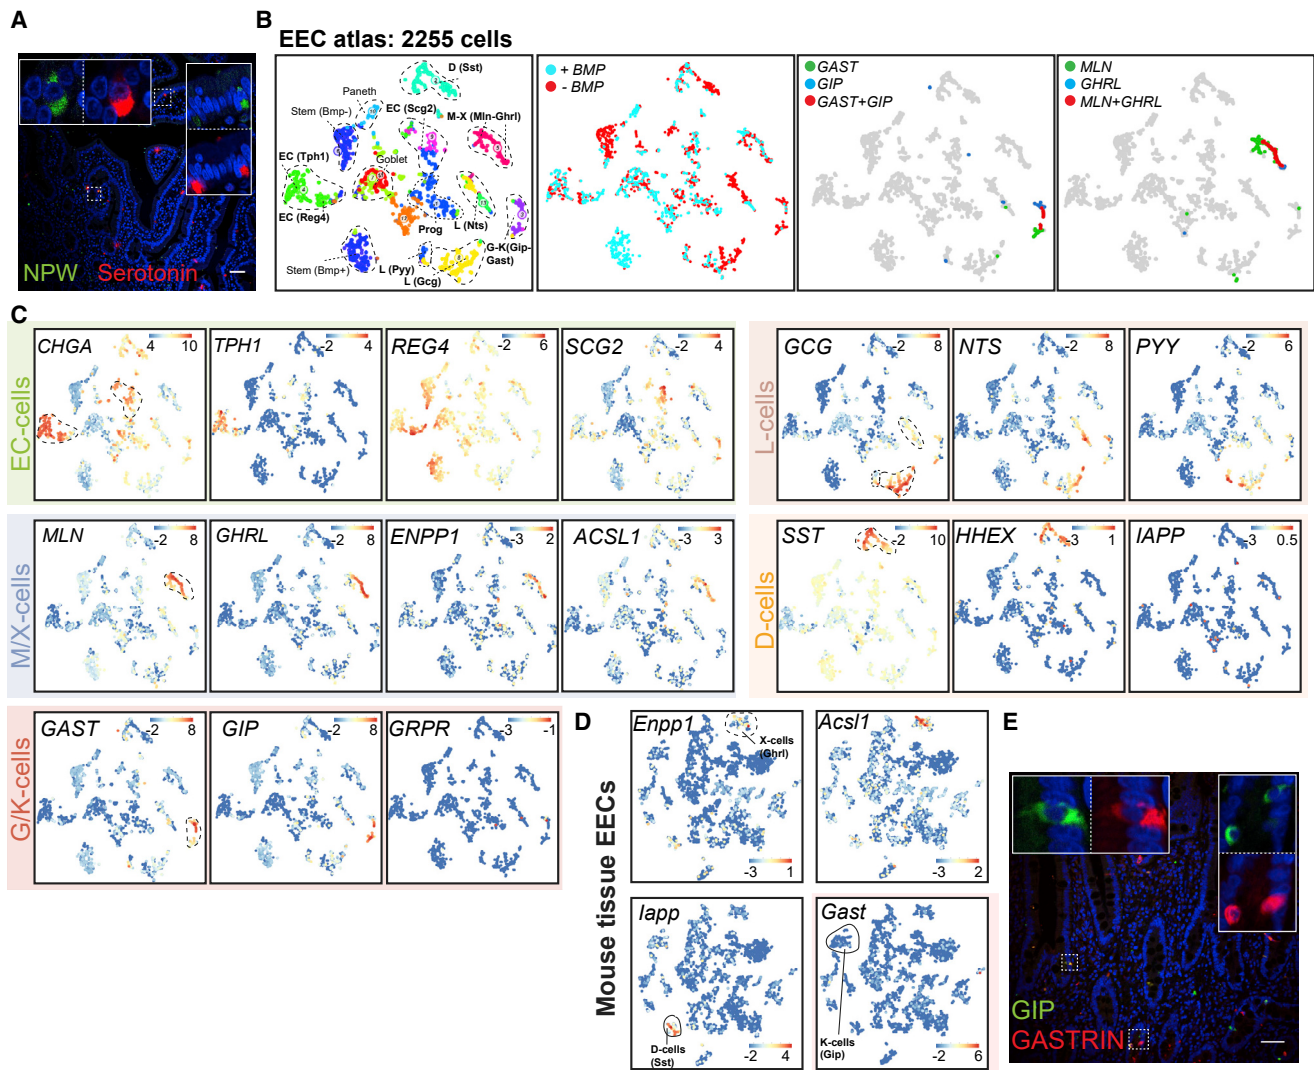 A
NPW
Serotonin
B
EEC atlas: 2255 cells
D (Sst)
Paneth
Stem (Bmp-)
EC (Scg2)
M-X (Mln-Ghrl)
EC (Tph1)
Goblet
EC (Reg4)
Prog
L (Nts)
G-K(Gip-
Gast)
Stem (Bmp+)
L (Pyy)
L (Gcg)
+ BMP
- BMP
GAST
GIP
GAST+GIP
MLN
GHRL
MLN+GHRL
C
EC-cells
CHGA
4 10
TPH1
-2 4
REG4
-2 6
SCG2
-2 4
L-cells
GCG
-2 8
NTS
-2 8
PYY
-2 6
M/X-cells
MLN
-2 8
GHRL
-2 8
ENPP1
-3 2
ACSL1
-3 3
D-cells
SST
-2 10
HHEX
-3 1
IAPP
-3 0.5
G/K-cells
GAST
-2 8
GIP
-2 8
GRPR
-3 -1
D
Mouse tissue EECs
Enpp1
X-cells
(Ghrl)
-3 1
Acsl1
-3 2
Iapp
D-cells
(Sst)
-2 4
Gast
K-cells
(Gip)
-2 6
E
GIP
GASTRIN